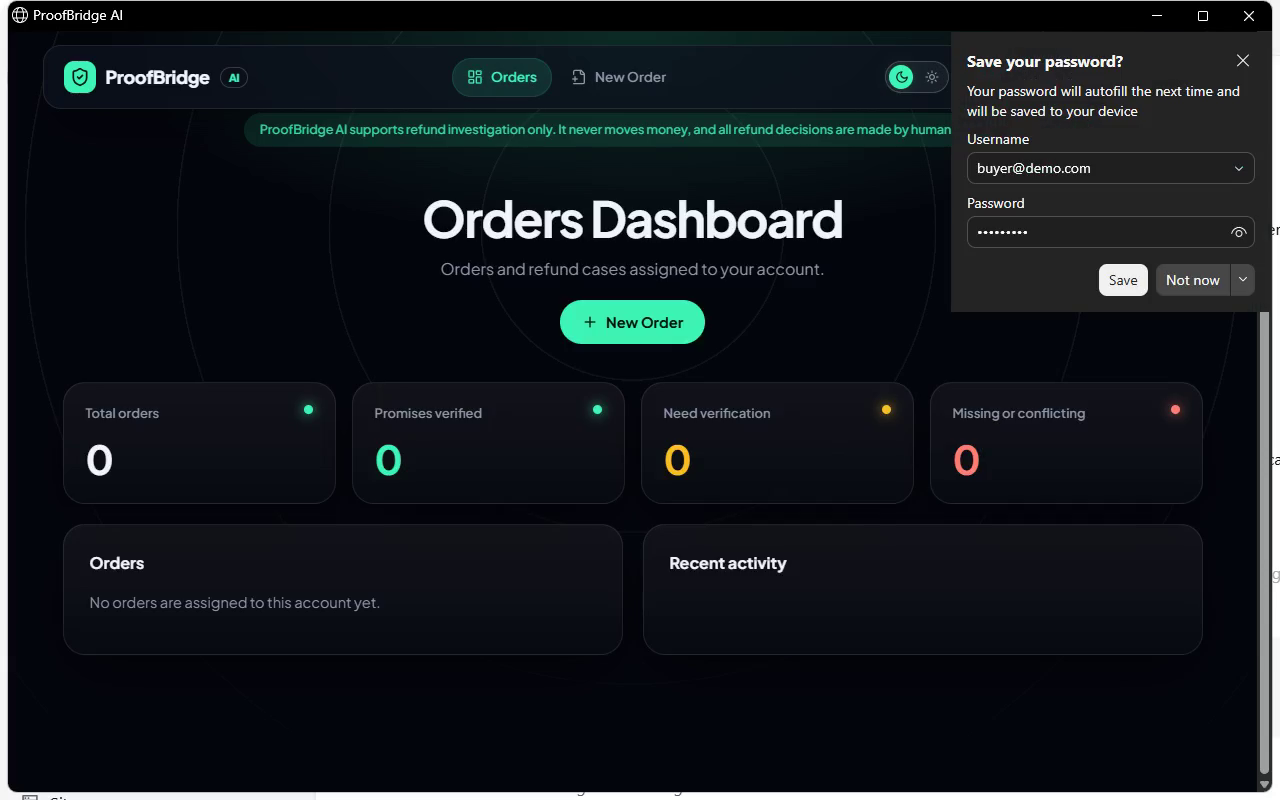 ProofBridge AI
ProofBridge AI
Orders
New Order
ProofBridge AI supports refund investigation only. It never moves money, and all refund decisions are made by human
Save your password?
Your password will autofill the next time and
will be saved to your device
Username
buyer@demo.com
Password
•••••••••
Save
Not now
Orders Dashboard
Orders and refund cases assigned to your account.
+ New Order
Total orders
0
Promises verified
0
Need verification
0
Missing or conflicting
0
Orders
No orders are assigned to this account yet.
Recent activity